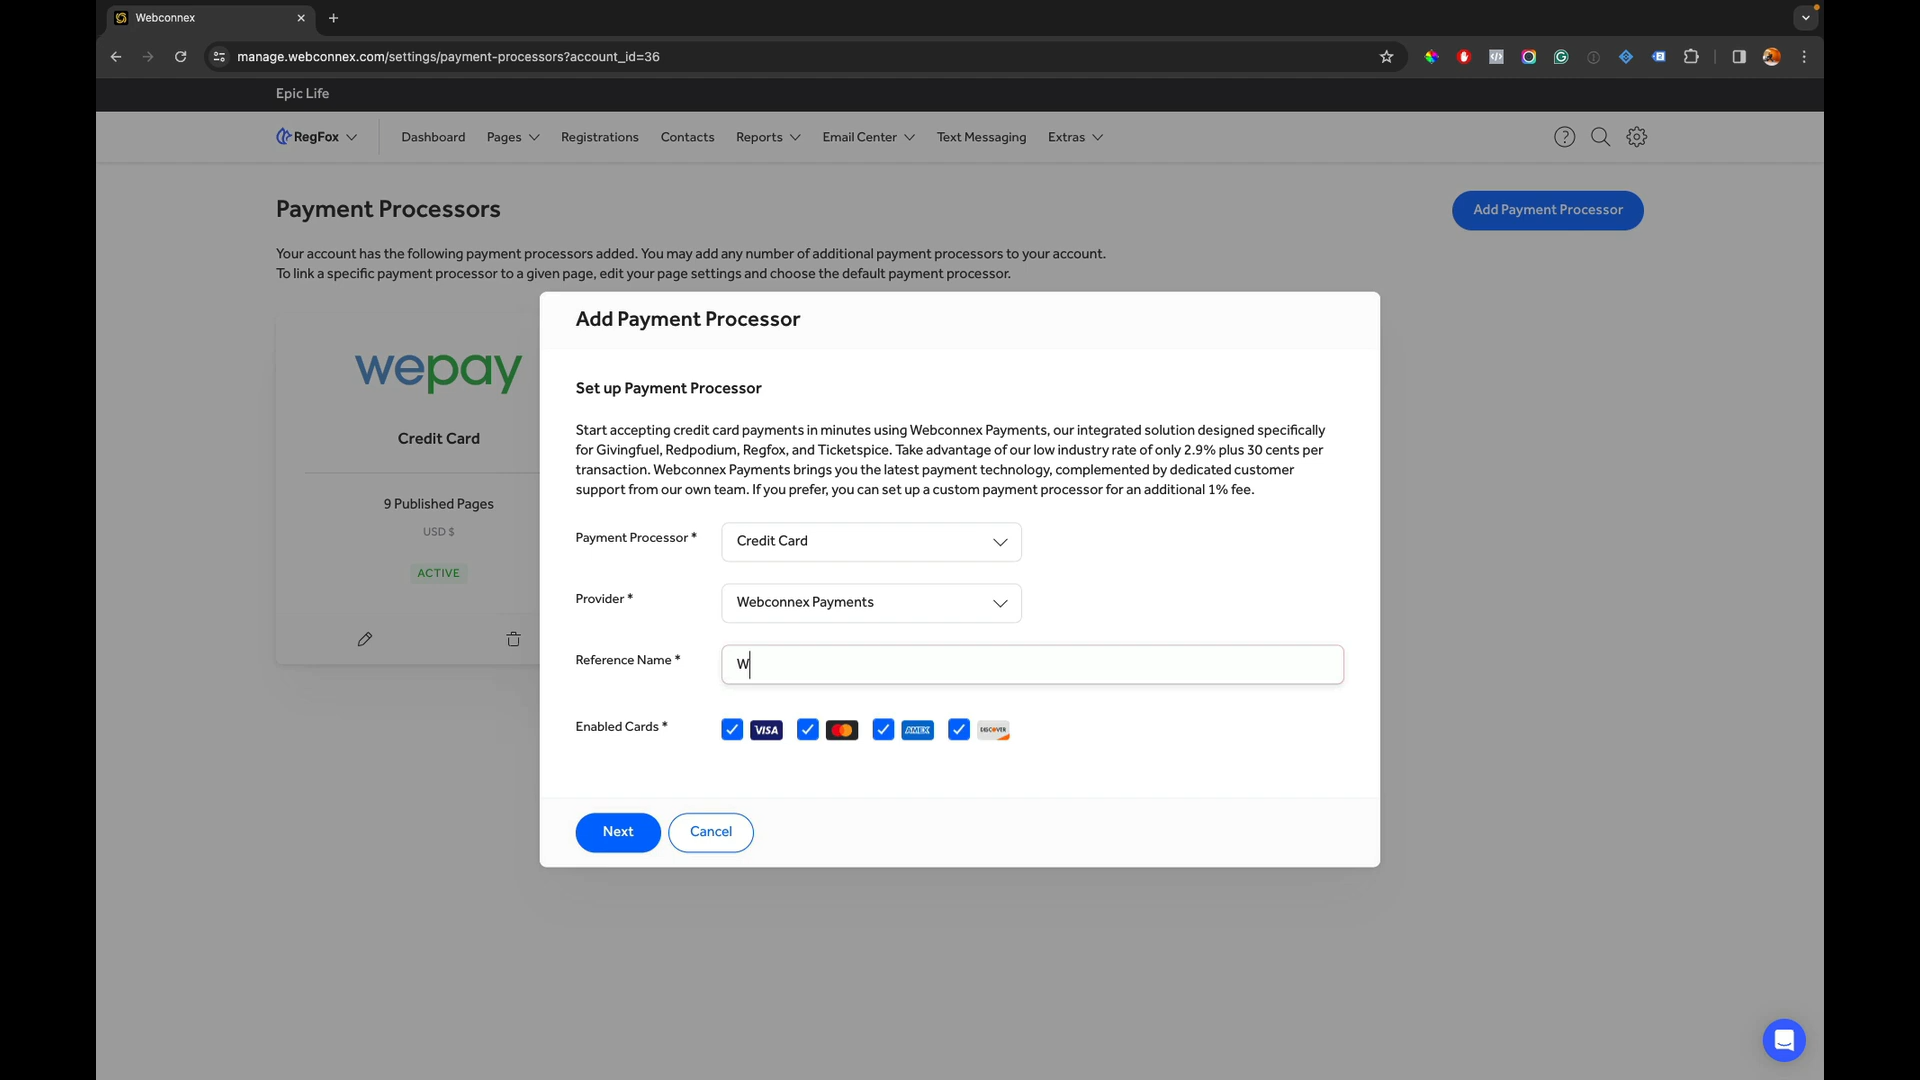 Webconnex
manage.webconnex.com/settings/payment-processors?account_id=36
Epic Life
RegFox Dashboard Pages Registrations Contacts Reports Email Center Text Messaging Extras
Payment Processors
Add Payment Processor
Your account has the following payment processors added. You may add any number of additional payment processors to your account.
To link a specific payment processor to a given page, edit your page settings and choose the default payment processor.
wepay
Credit Card
9 Published Pages
USD $
ACTIVE
Add Payment Processor
Set up Payment Processor
Start accepting credit card payments in minutes using Webconnex Payments, our integrated solution designed specifically
for Givingfuel, Redpodium, Regfox, and Ticketspice. Take advantage of our low industry rate of only 2.9% plus 30 cents per
transaction. Webconnex Payments brings you the latest payment technology, complemented by dedicated customer
support from our own team. If you prefer, you can set up a custom payment processor for an additional 1% fee.
Payment Processor * Credit Card
Provider * Webconnex Payments
Reference Name * W
Enabled Cards * VISA AMEX DISCOVER
Next Cancel